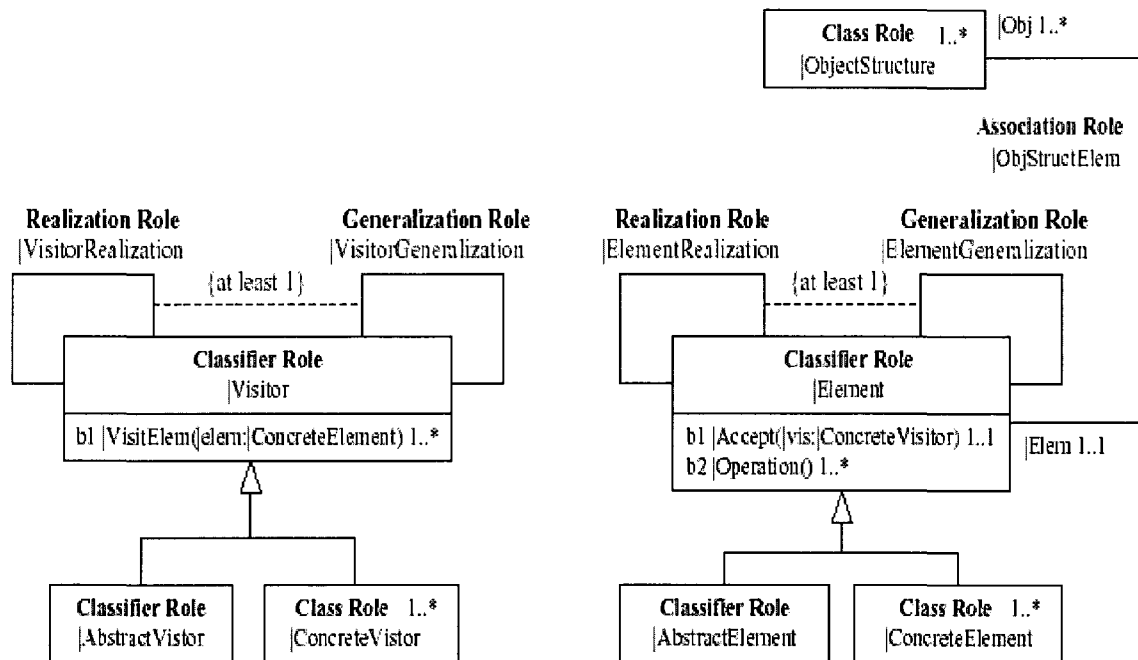 Class Role 1..*
|ObjectStructure
|Obj 1..*
Association Role
|ObjStructElem
Realization Role
|VisitorRealization
Generalization Role
|VisitorGeneralization
{at least 1}
Classifier Role
|Visitor
b1 |VisitElem(|elem:|ConcreteElement) 1..*
Classifier Role
|AbstractVistor
Class Role 1..*
|ConcreteVistor
Realization Role
|ElementRealization
Generalization Role
|ElementGeneralization
{at least 1}
Classifier Role
|Element
b1 |Accept(|vis:|ConcreteVisitor) 1..1
b2 |Operation() 1..*
|Elem 1..1
Classifier Role
|AbstractElement
Class Role 1..*
|ConcreteElement